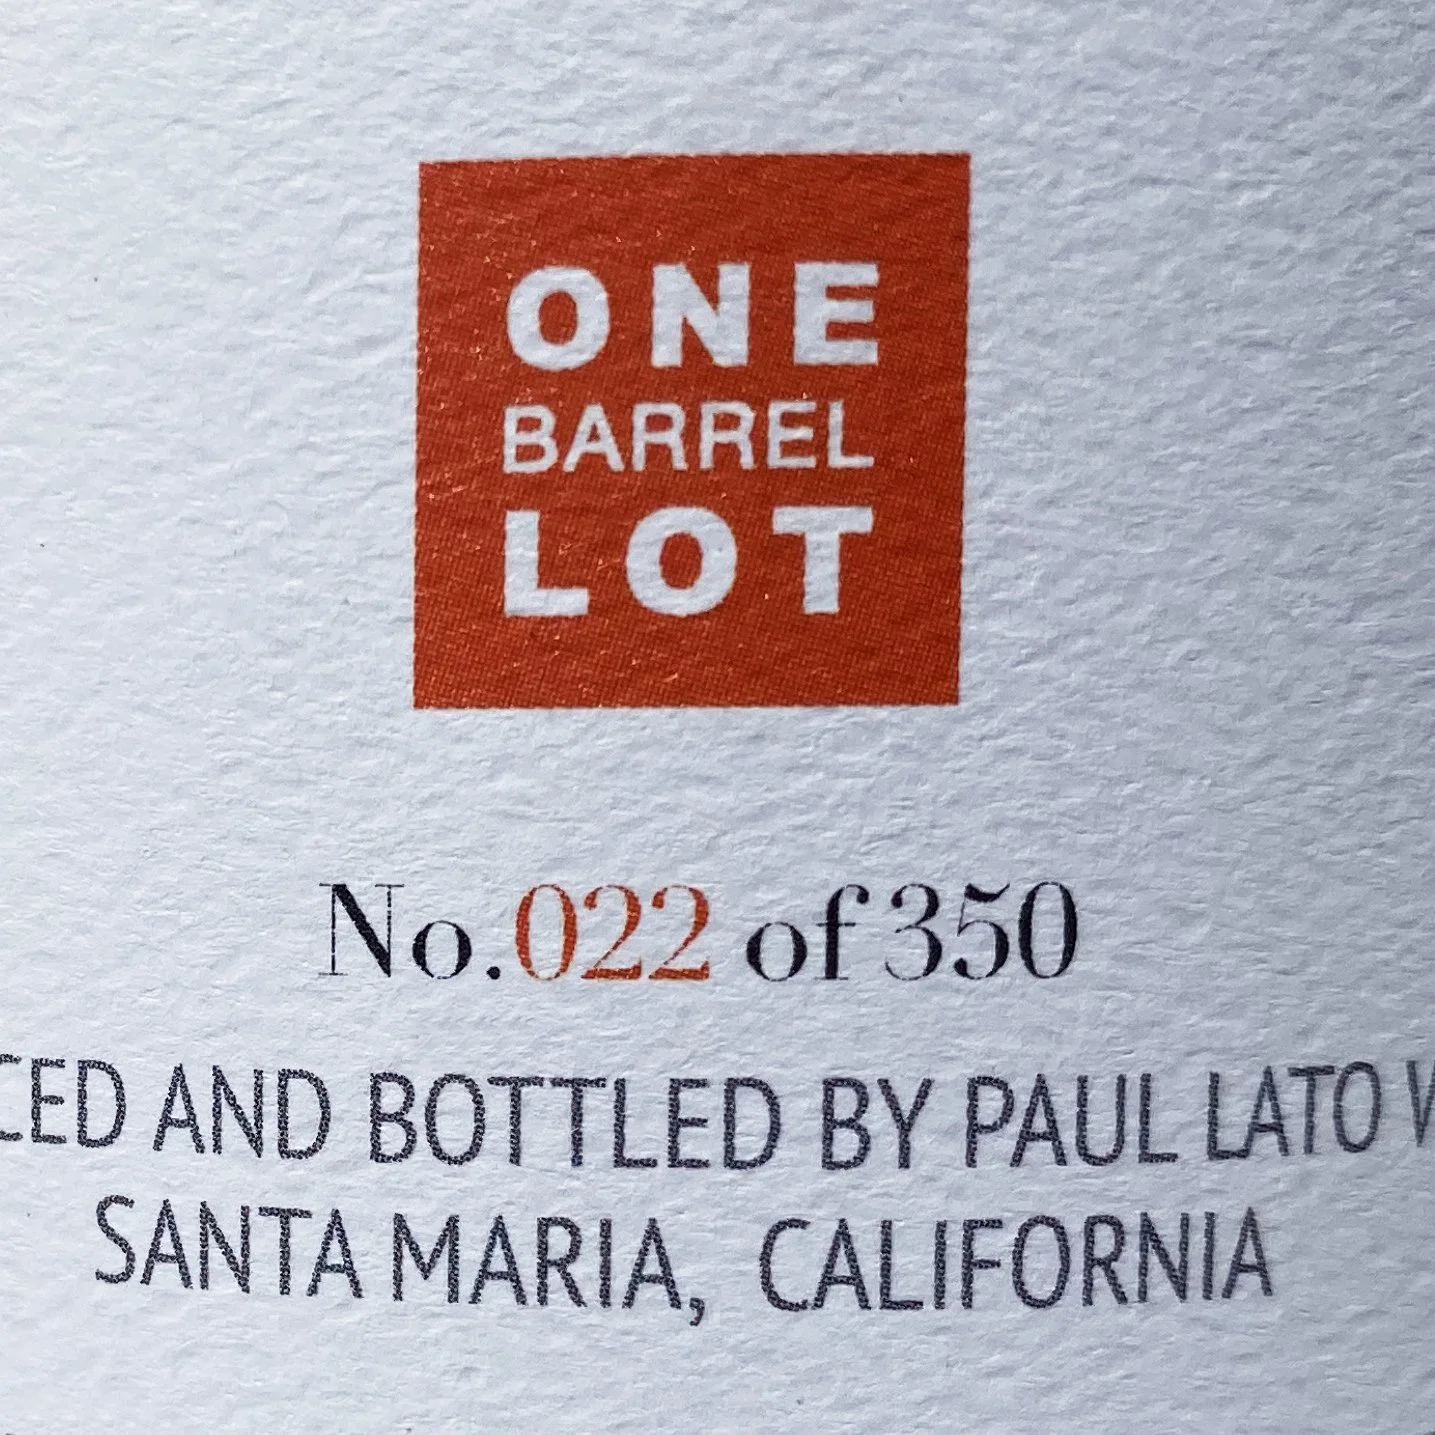 ONE
BARREL
LOT
No.022 of 350
CED AND BOTTLED BY PAUL LATO
SANTA MARIA, CALIFORNIA